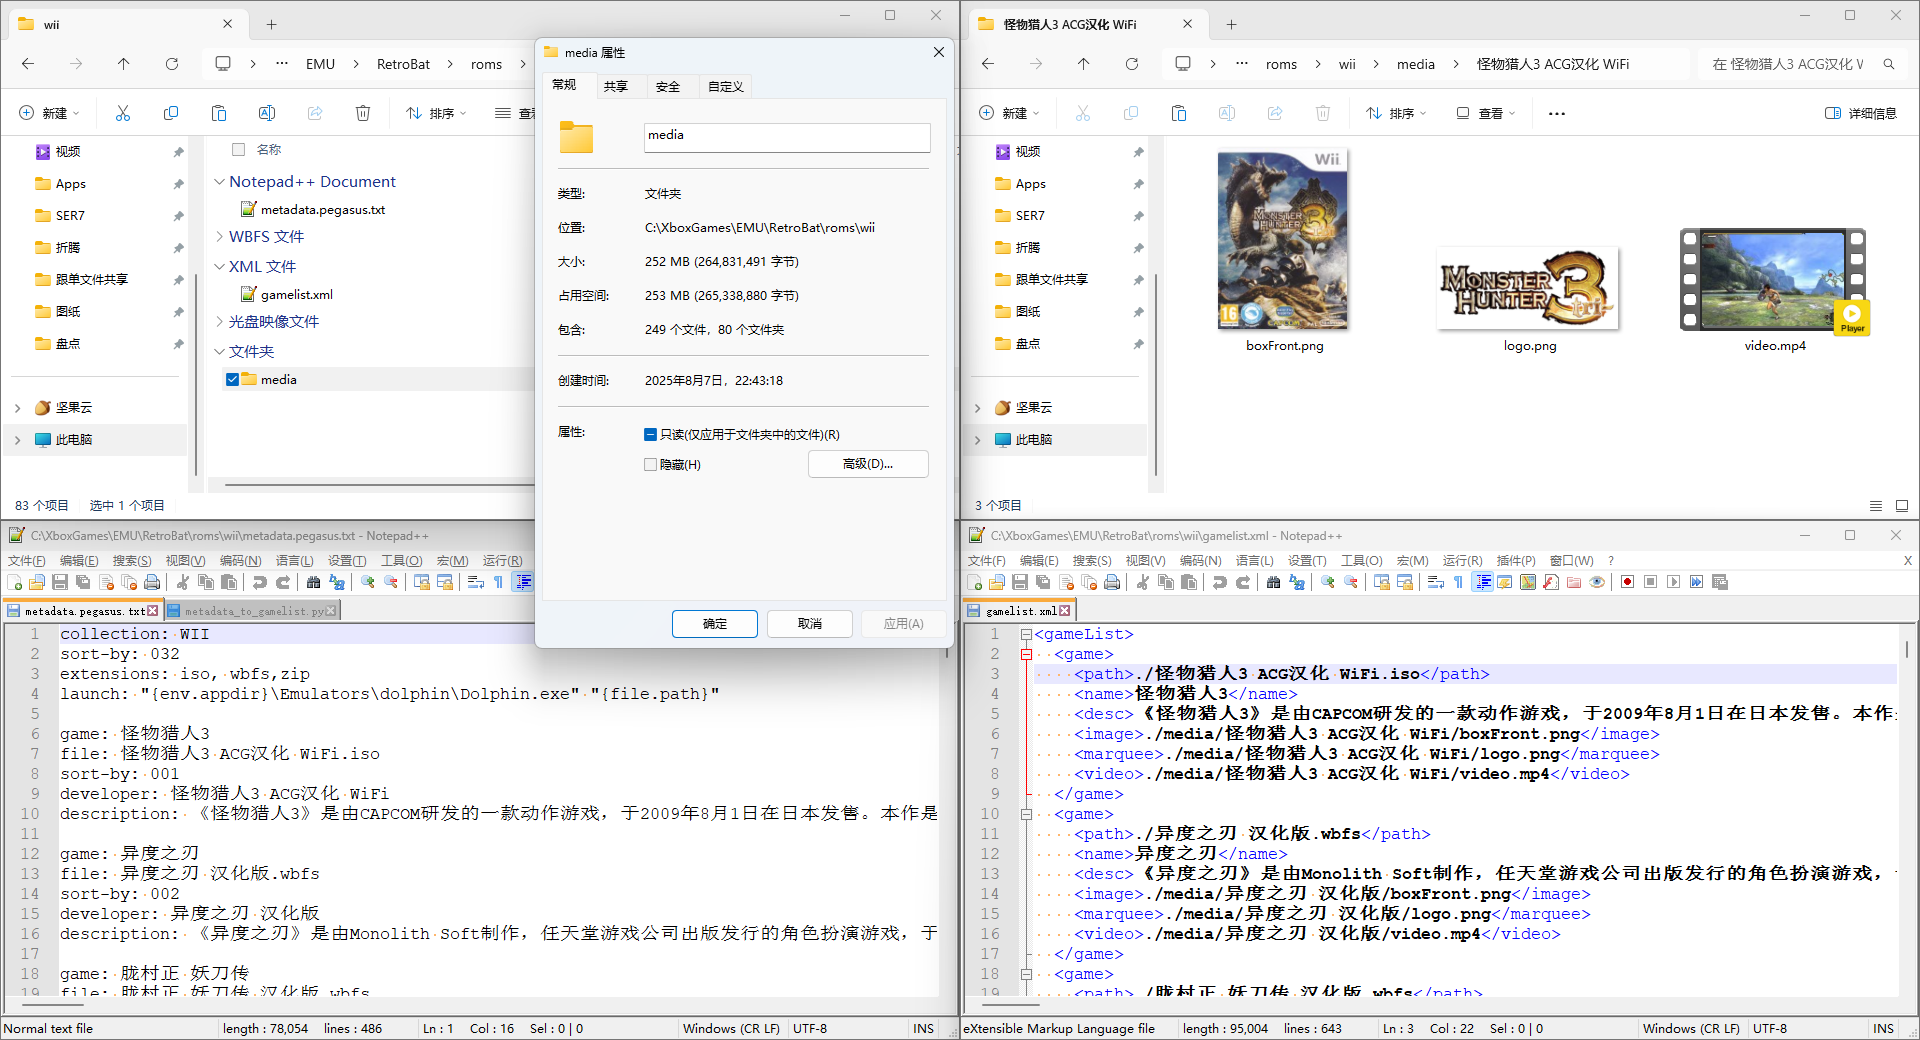 wii
EMU
RetroBat
roms
新建
排序
查看
视频
Apps
SER7
折腾
跟单文件共享
图纸
盘点
坚果云
此电脑
名称
Notepad++ Document
metadata.pegasus.txt
WBFS 文件
XML 文件
gamelist.xml
光盘映像文件
文件夹
media
83 个项目
选中 1 个项目
media 属性
常规
共享
安全
自定义
media
类型:
文件夹
位置:
C:\XboxGames\EMU\RetroBat\roms\wii
大小:
252 MB (264,831,491 字节)
占用空间:
253 MB (265,338,880 字节)
包含:
249 个文件，80 个文件夹
创建时间:
2025年8月7日，22:43:18
属性:
只读(仅应用于文件夹中的文件)(R)
隐藏(H)
高级(D)...
确定
取消
应用(A)
怪物猎人3 ACG汉化 WiFi
roms
wii
media
怪物猎人3 ACG汉化 WiFi
在 怪物猎人3 ACG汉化 W
新建
排序
查看
详细信息
视频
Apps
SER7
折腾
跟单文件共享
图纸
盘点
坚果云
此电脑
Wii
MONSTER HUNTER 3
16
boxFront.png
MONSTER HUNTER 3 tri-
logo.png
Player
video.mp4
3 个项目
C:\XboxGames\EMU\RetroBat\roms\wii\metadata.pegasus.txt - Notepad++
文件(F) 编辑(E) 搜索(S) 视图(V) 编码(N) 语言(L) 设置(T) 工具(O) 宏(M) 运行(R)
metadata.pegasus.txt
metadata_to_gamelist.py
1 collection: WII
2 sort-by: 032
3 extensions: iso, wbfs,zip
4 launch: "{env.appdir}\Emulators\dolphin\Dolphin.exe" "{file.path}"
5
6 game: 怪物猎人3
7 file: 怪物猎人3 ACG汉化 WiFi.iso
8 sort-by: 001
9 developer: 怪物猎人3 ACG汉化 WiFi
10 description: 《怪物猎人3》是由CAPCOM研发的一款动作游戏，于2009年8月1日在日本发售。本作是
11
12 game: 异度之刃
13 file: 异度之刃 汉化版.wbfs
14 sort-by: 002
15 developer: 异度之刃 汉化版
16 description: 《异度之刃》是由Monolith Soft制作，任天堂游戏公司出版发行的角色扮演游戏，于
17
18 game: 胧村正 妖刀传
19 file: 胧村正 妖刀传 汉化版.wbfs
Normal text file
length : 78,054 lines : 486
Ln : 1 Col : 16 Sel : 0 | 0
Windows (CR LF)
UTF-8
INS
C:\XboxGames\EMU\RetroBat\roms\wii\gamelist.xml - Notepad++
文件(F) 编辑(E) 搜索(S) 视图(V) 编码(N) 语言(L) 设置(T) 工具(O) 宏(M) 运行(R) 插件(P) 窗口(W) ?
X
gamelist.xml
1 <gameList>
2 <game>
3 <path>./怪物猎人3 ACG汉化 WiFi.iso</path>
4 <name>怪物猎人3</name>
5 <desc>《怪物猎人3》是由CAPCOM研发的一款动作游戏，于2009年8月1日在日本发售。本作
6 <image>./media/怪物猎人3 ACG汉化 WiFi/boxFront.png</image>
7 <marquee>./media/怪物猎人3 ACG汉化 WiFi/logo.png</marquee>
8 <video>./media/怪物猎人3 ACG汉化 WiFi/video.mp4</video>
9 </game>
10 <game>
11 <path>./异度之刃 汉化版.wbfs</path>
12 <name>异度之刃</name>
13 <desc>《异度之刃》是由Monolith Soft制作，任天堂游戏公司出版发行的角色扮演游戏，
14 <image>./media/异度之刃 汉化版/boxFront.png</image>
15 <marquee>./media/异度之刃 汉化版/logo.png</marquee>
16 <video>./media/异度之刃 汉化版/video.mp4</video>
17 </game>
18 <game>
19 <path>./胧村正 妖刀传 汉化版.wbfs</path>
eXtensible Markup Language file
length : 95,004 lines : 643
Ln : 3 Col : 22 Sel : 0 | 0
Windows (CR LF)
UTF-8
INS